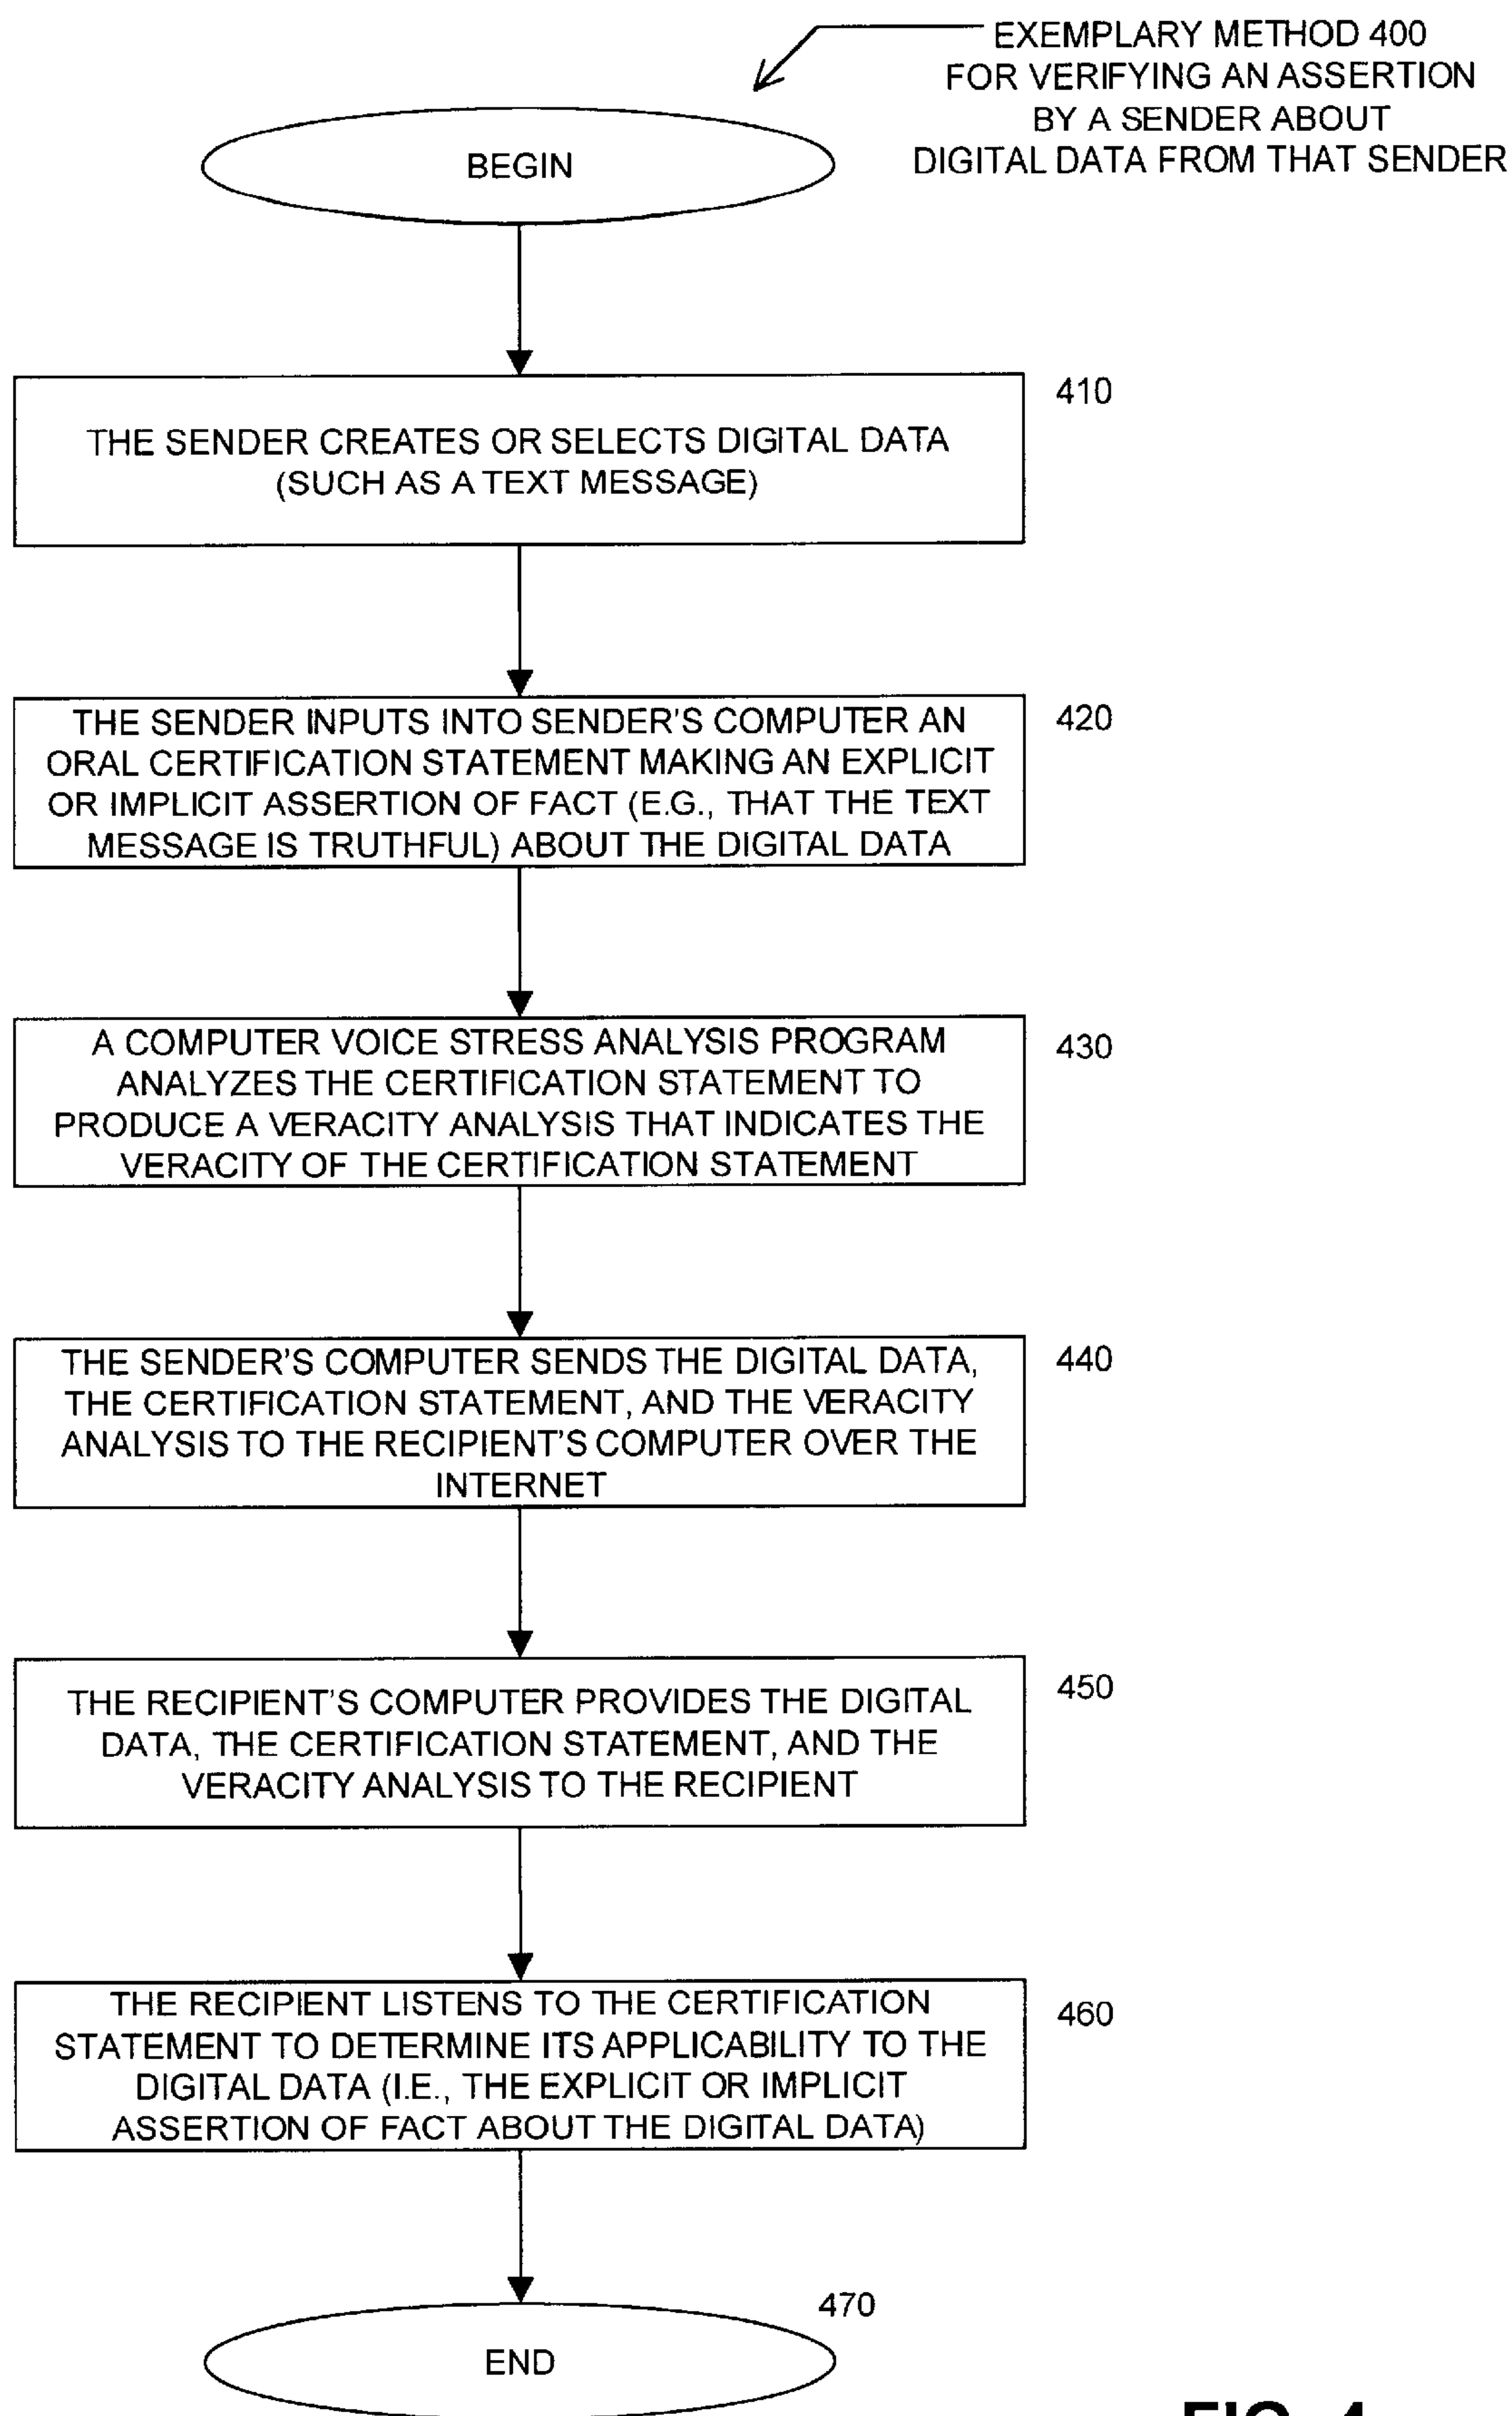 EXEMPLARY METHOD 400
FOR VERIFYING AN ASSERTION
BY A SENDER ABOUT
DIGITAL DATA FROM THAT SENDER
BEGIN
410
THE SENDER CREATES OR SELECTS DIGITAL DATA
(SUCH AS A TEXT MESSAGE)
420
THE SENDER INPUTS INTO SENDER'S COMPUTER AN
ORAL CERTIFICATION STATEMENT MAKING AN EXPLICIT
OR IMPLICIT ASSERTION OF FACT (E.G., THAT THE TEXT
MESSAGE IS TRUTHFUL) ABOUT THE DIGITAL DATA
430
A COMPUTER VOICE STRESS ANALYSIS PROGRAM
ANALYZES THE CERTIFICATION STATEMENT TO
PRODUCE A VERACITY ANALYSIS THAT INDICATES THE
VERACITY OF THE CERTIFICATION STATEMENT
440
THE SENDER'S COMPUTER SENDS THE DIGITAL DATA,
THE CERTIFICATION STATEMENT, AND THE VERACITY
ANALYSIS TO THE RECIPIENT'S COMPUTER OVER THE
INTERNET
450
THE RECIPIENT'S COMPUTER PROVIDES THE DIGITAL
DATA, THE CERTIFICATION STATEMENT, AND THE
VERACITY ANALYSIS TO THE RECIPIENT
460
THE RECIPIENT LISTENS TO THE CERTIFICATION
STATEMENT TO DETERMINE ITS APPLICABILITY TO THE
DIGITAL DATA (I.E., THE EXPLICIT OR IMPLICIT
ASSERTION OF FACT ABOUT THE DIGITAL DATA)
470
END